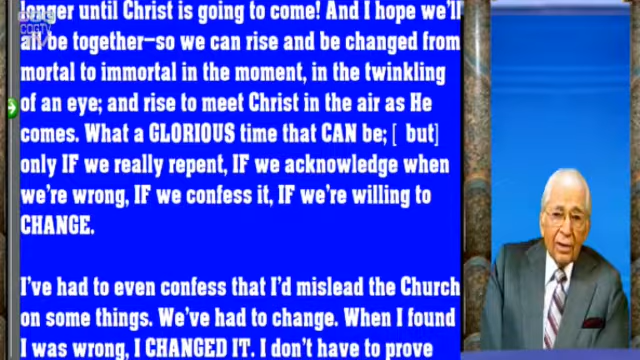 longer until Christ is going to come! And I hope we'll
all be together—so we can rise and be changed from
mortal to immortal in the moment, in the twinkling
of an eye; and rise to meet Christ in the air as He
comes. What a GLORIOUS time that CAN be; [ but]
only IF we really repent, IF we acknowledge when
we're wrong, IF we confess it, IF we're willing to
CHANGE.
I've had to even confess that I'd mislead the Church
on some things. We've had to change. When I found
I was wrong, I CHANGED IT. I don't have to prove